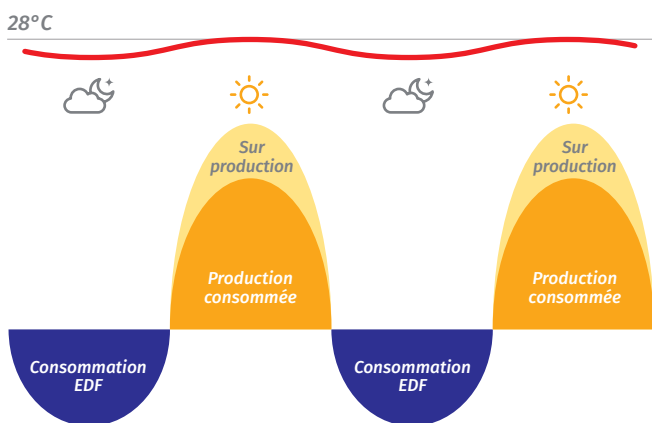 28°C
Sur
production
Production
consommée
Consommation
EDF
Sur
production
Production
consommée
Consommation
EDF